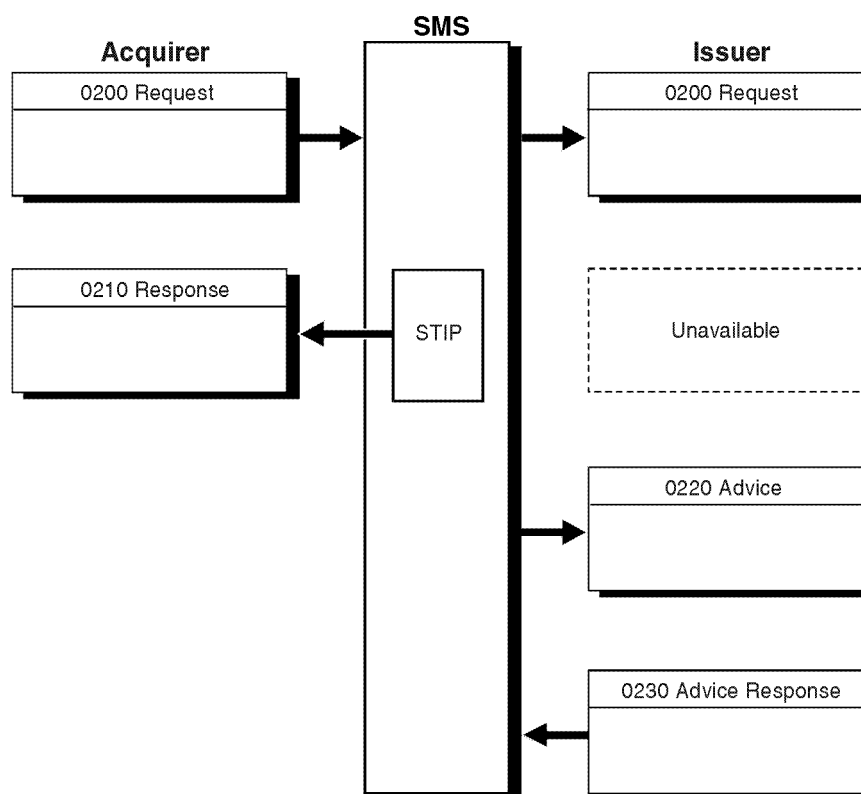 SMS
Acquirer
Issuer
0200 Request
0200 Request
0210 Response
STIP
Unavailable
0220 Advice
0230 Advice Response